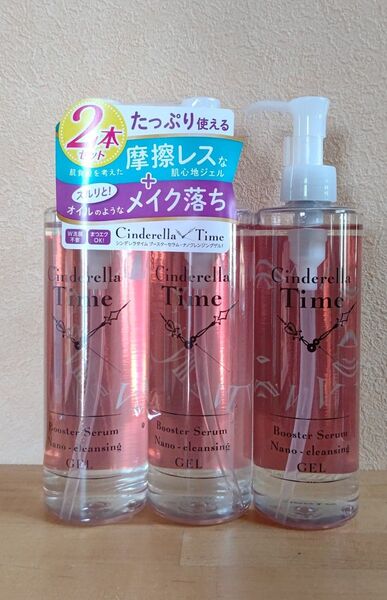 2本
セット
たっぷり使える
摩擦レスな
肌心地ジェル
肌負担を考えた
+
スルリと!
オイルのような
メイク落ち
W洗顔
不要
まつエク
OK!
Cinderella Time
シンデレラタイム ブースターセラム・ナノクレンジングゲル
Cinderella
Time
Booster Serum
Nano-cleansing
GEL
Cinderella
Time
Booster Serum
Nano-cleansing
GEL
Cinderella
Time
Booster Serum
Nano-cleansing
GEL